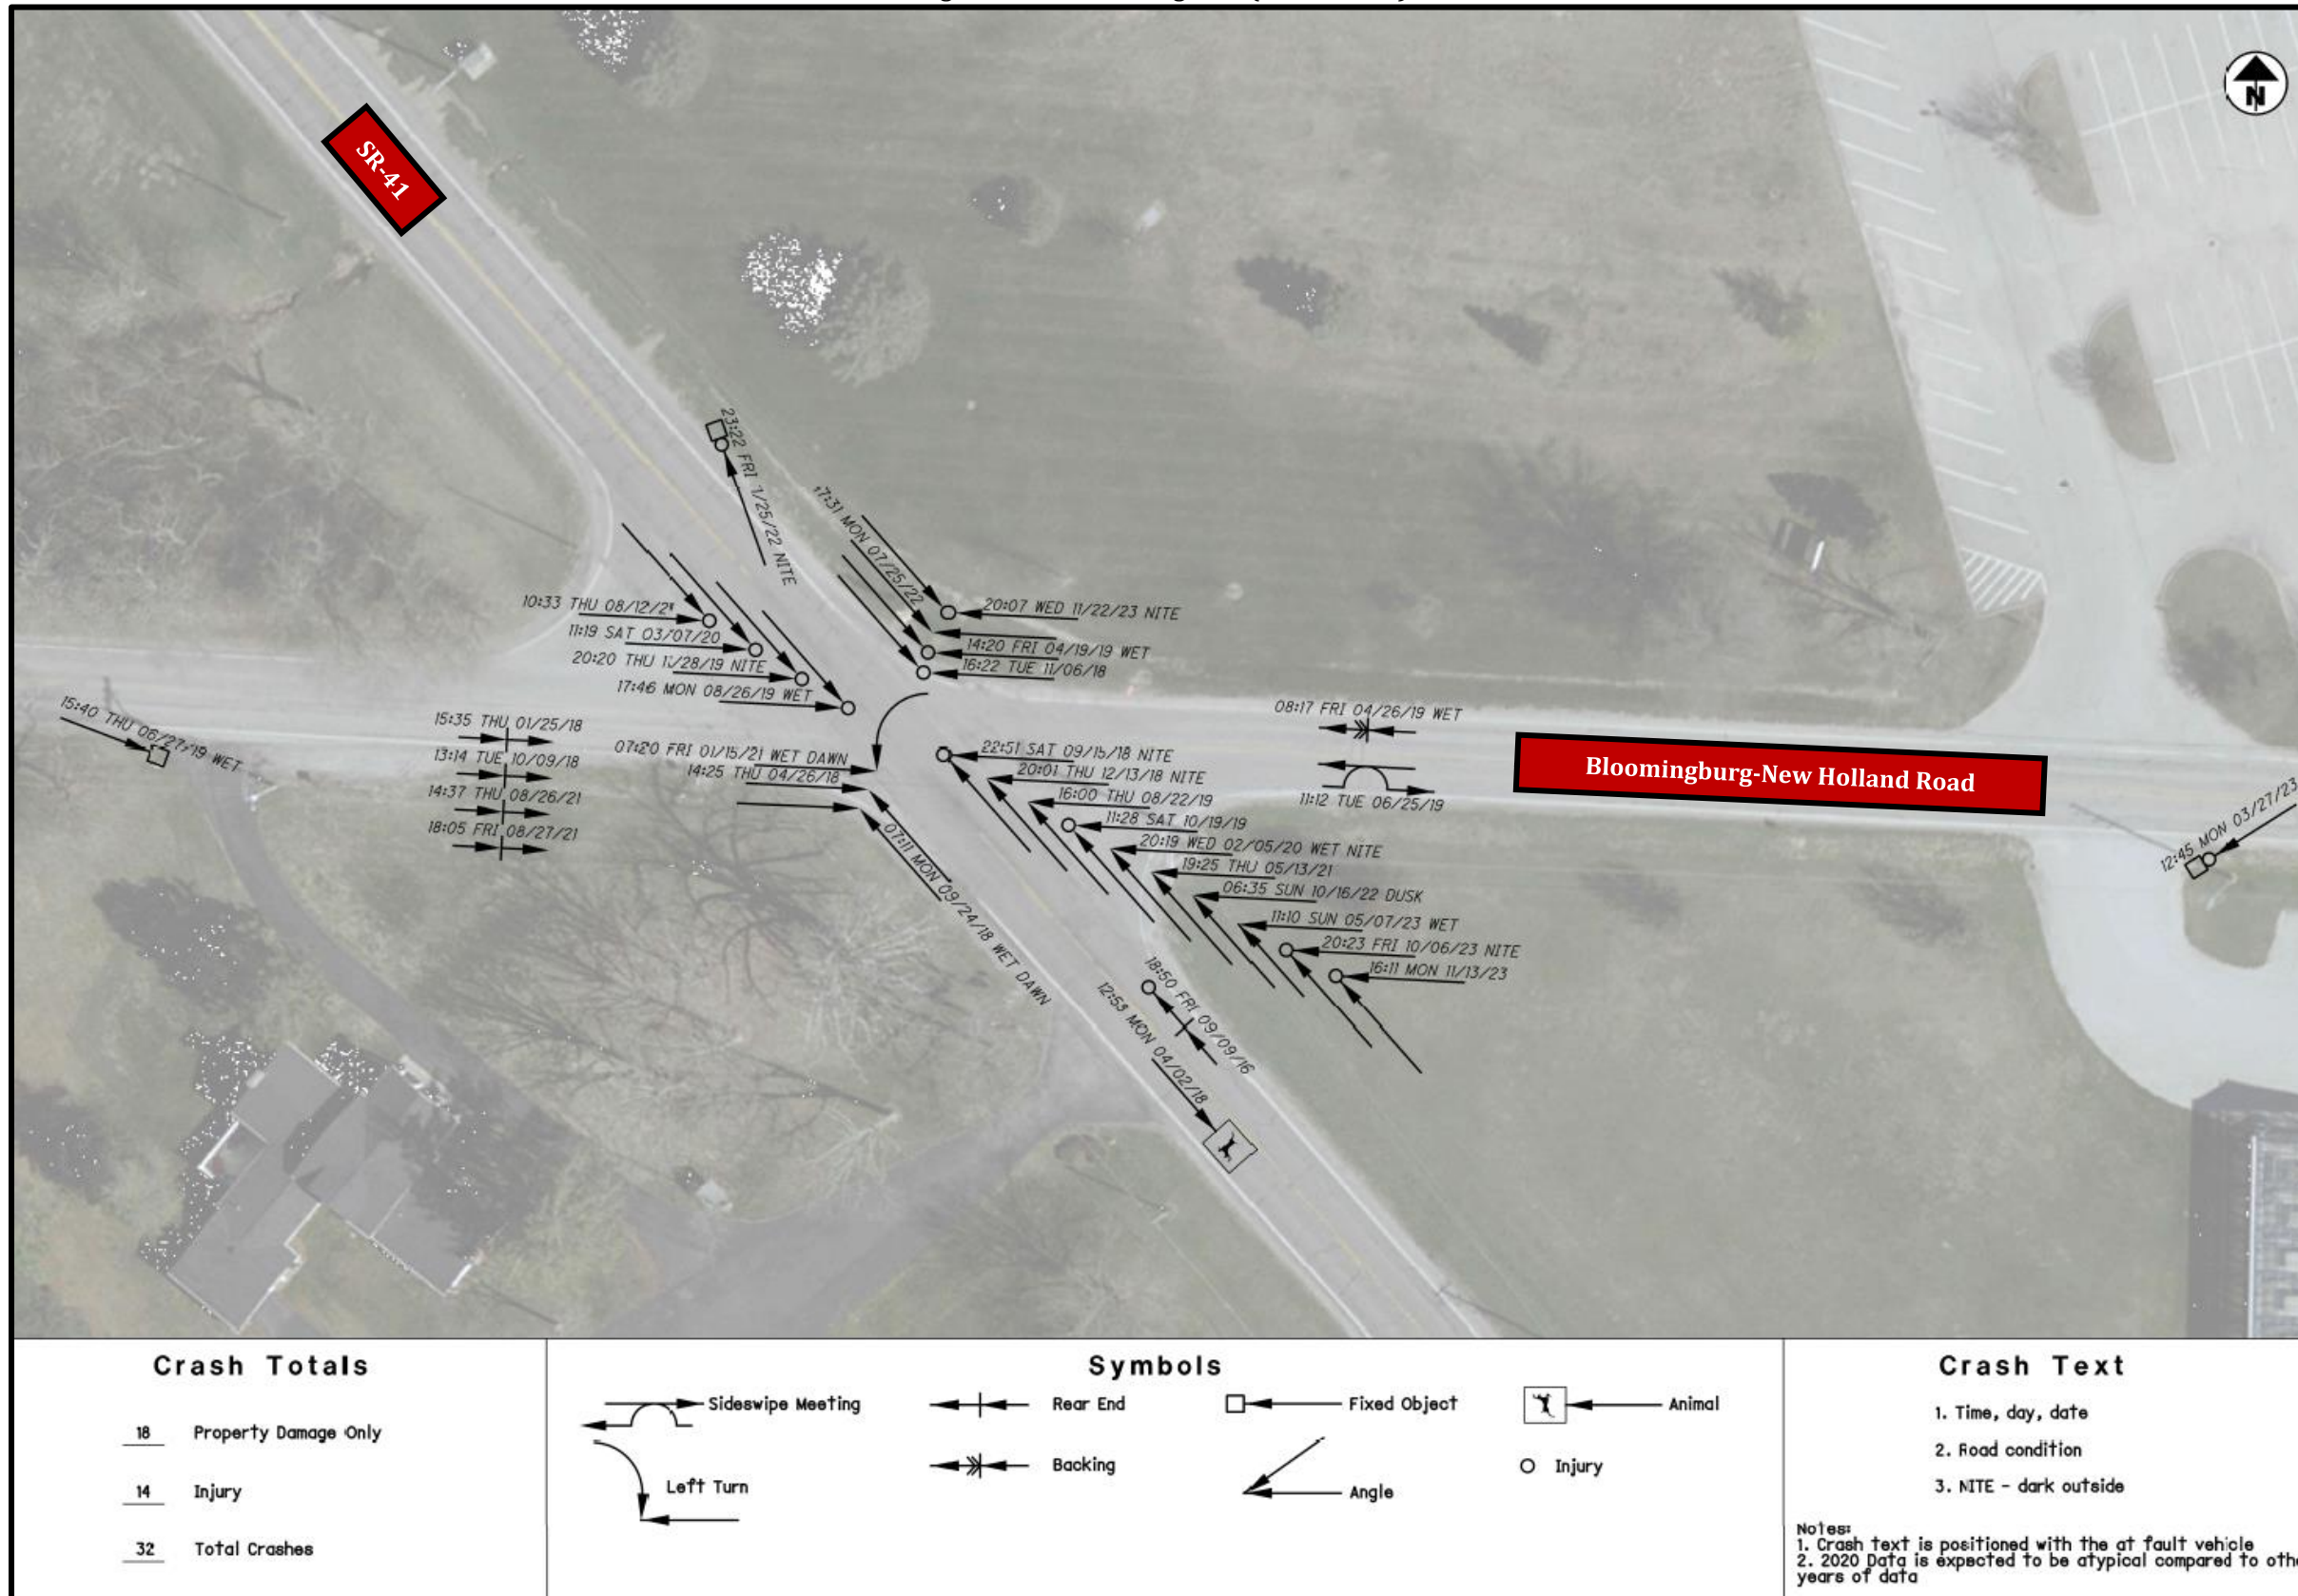 SR-41
23:22 FRI 1/25/22 NITE
17:31 MON 07/25/22
20:07 WED 11/22/23 NITE
14:20 FRI 04/19/19 WET
16:22 TUE 11/06/18
10:33 THU 08/12/21
11:19 SAT 03/07/20
20:20 THU 11/28/19 NITE
17:46 MON 08/26/19 WET
15:40 THU 06/27/19 WET
15:35 THU 01/25/18
13:14 TUE 10/09/18
14:37 THU 08/26/21
18:05 FRI 08/27/21
07:20 FRI 01/15/21 WET DAWN
14:25 THU 04/26/18
07:11 MON 09/24/18 WET DAWN
08:17 FRI 04/26/19 WET
11:12 TUE 06/25/19
Bloomingburg-New Holland Road
12:45 MON 03/27/23
22:51 SAT 09/15/18 NITE
20:01 THU 12/13/18 NITE
16:00 THU 08/22/19
11:28 SAT 10/19/19
20:19 WED 02/05/20 WET NITE
19:25 THU 05/13/21
06:35 SUN 10/16/22 DUSK
11:10 SUN 05/07/23 WET
20:23 FRI 10/06/23 NITE
16:11 MON 11/13/23
18:50 FRI 09/09/16
12:53 MON 04/02/18
N
Crash Totals
18 Property Damage Only
14 Injury
32 Total Crashes
Symbols
Sideswipe Meeting
Rear End
Fixed Object
Animal
Left Turn
Backing
Angle
Injury
Crash Text
1. Time, day, date
2. Road condition
3. NITE - dark outside
Notes:
1. Crash text is positioned with the at fault vehicle
2. 2020 Data is expected to be atypical compared to othe
years of data